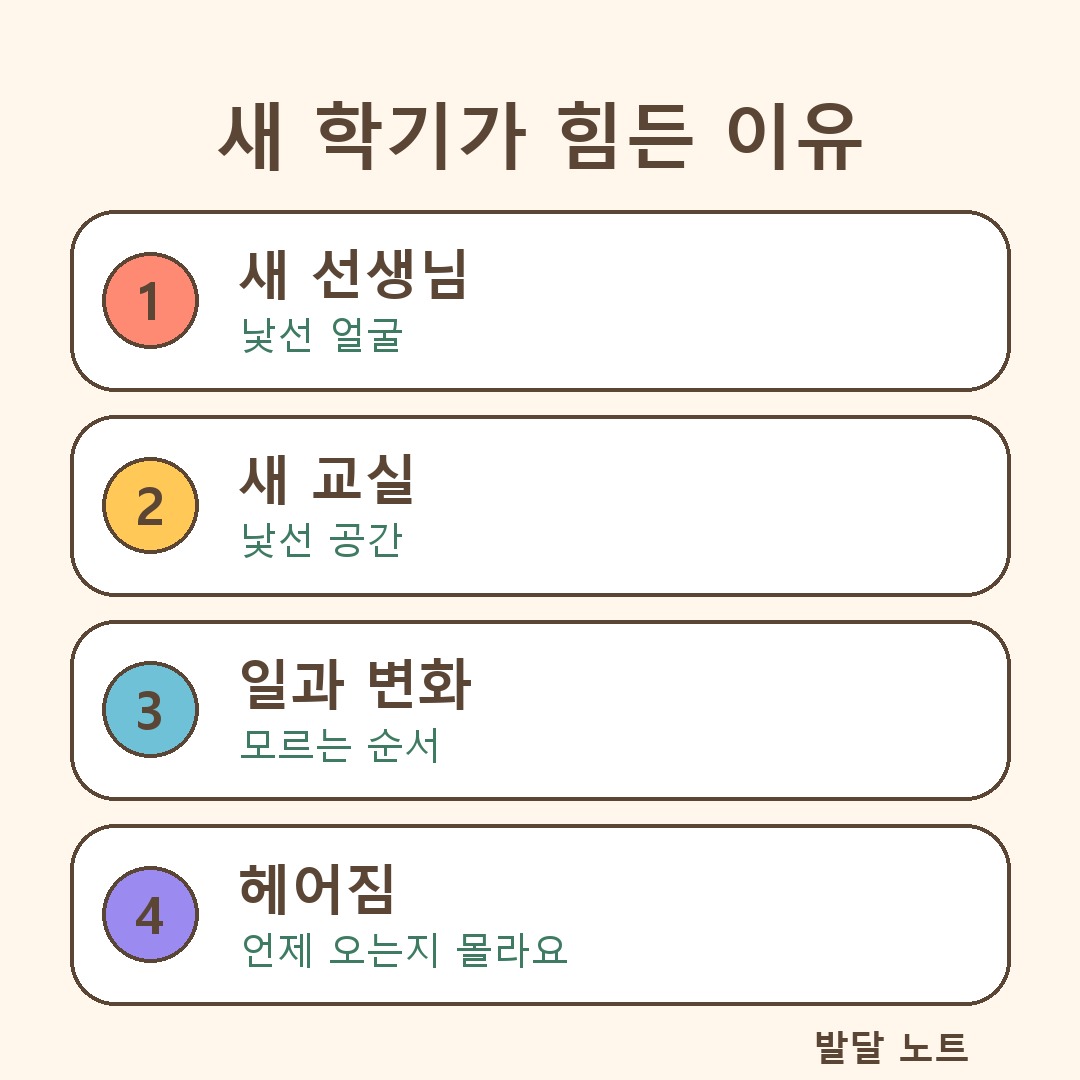 새 학기가 힘든 이유
1
새 선생님
낯선 얼굴
2
새 교실
낯선 공간
3
일과 변화
모르는 순서
4
헤어짐
언제 오는지 몰라요
발달 노트